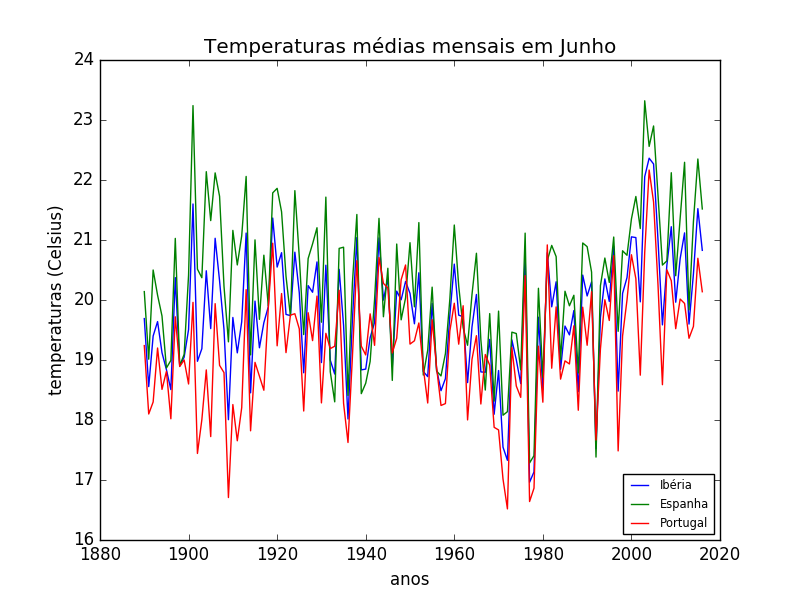 Temperaturas médias mensais em Junho
24
23
22
21
20
19
18
17
16
temperaturas (Celsius)
Ibéria
Espanha
Portugal
1880 1900 1920 1940 1960 1980 2000 2020
anos